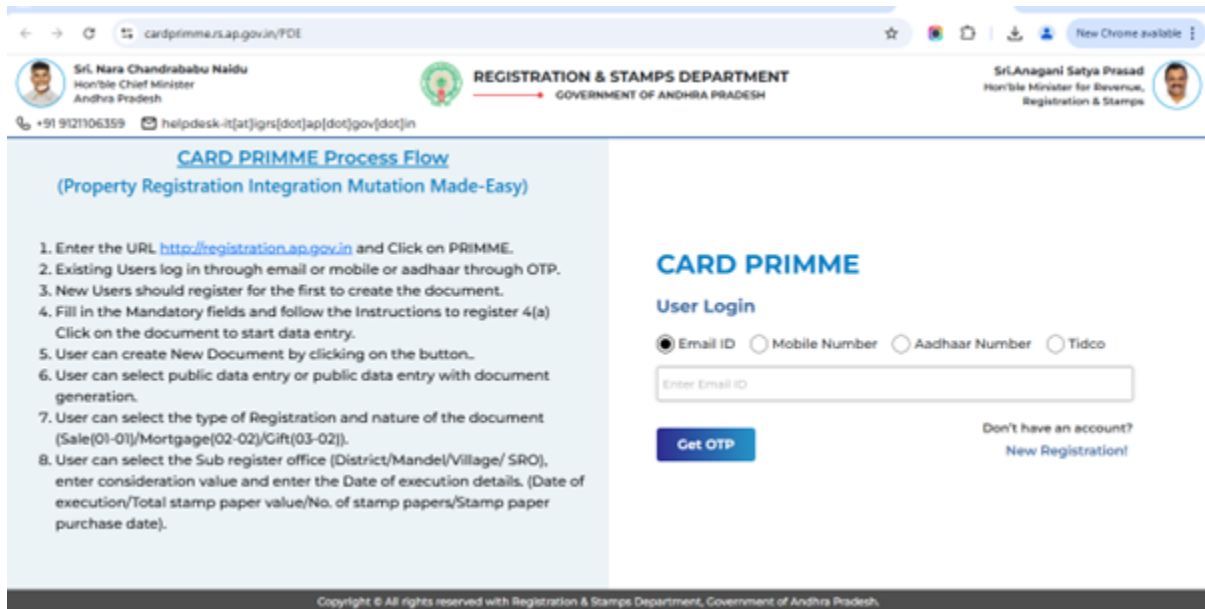 cardprimme.rs.ap.gov.in/PDE
New Chrome available
Sri. Nara Chandrababu Naidu
Hon'ble Chief Minister
Andhra Pradesh
REGISTRATION & STAMPS DEPARTMENT
GOVERNMENT OF ANDHRA PRADESH
Sri.Anagani Satya Prasad
Hon'ble Minister for Revenue,
Registration & Stamps
+91 9121106359 helpdesk-it[at]igrs[dot]ap[dot]gov[dot]in
CARD PRIMME Process Flow
(Property Registration Integration Mutation Made-Easy)
1. Enter the URL http://registration.ap.gov.in and Click on PRIMME.
2. Existing Users log in through email or mobile or aadhaar through OTP.
3. New Users should register for the first to create the document.
4. Fill in the Mandatory fields and follow the Instructions to register 4(a)
Click on the document to start data entry.
5. User can create New Document by clicking on the button..
6. User can select public data entry or public data entry with document
generation.
7. User can select the type of Registration and nature of the document
(Sale(01-01)/Mortgage(02-02)/Gift(03-02)).
8. User can select the Sub register office (District/Mandel/Village/ SRO),
enter consideration value and enter the Date of execution details. (Date of
execution/Total stamp paper value/No. of stamp papers/Stamp paper
purchase date).
CARD PRIMME
User Login
Email ID Mobile Number Aadhaar Number Tidco
Enter Email ID
Get OTP
Don't have an account?
New Registration!
Copyright © All rights reserved with Registration & Stamps Department, Government of Andhra Pradesh.